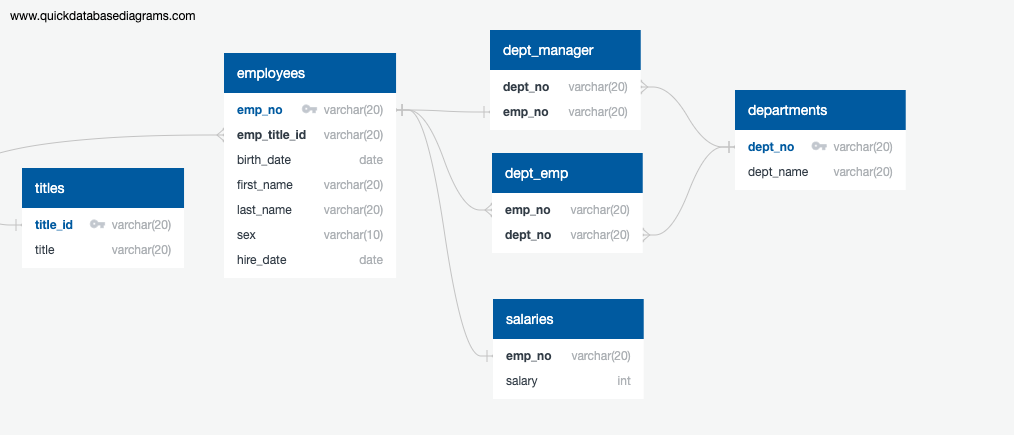 www.quickdatabasediagrams.com
employees
emp_no varchar(20)
emp_title_id varchar(20)
birth_date date
first_name varchar(20)
last_name varchar(20)
sex varchar(10)
hire_date date
titles
title_id varchar(20)
title varchar(20)
dept_manager
dept_no varchar(20)
emp_no varchar(20)
dept_emp
emp_no varchar(20)
dept_no varchar(20)
salaries
emp_no varchar(20)
salary int
departments
dept_no varchar(20)
dept_name varchar(20)